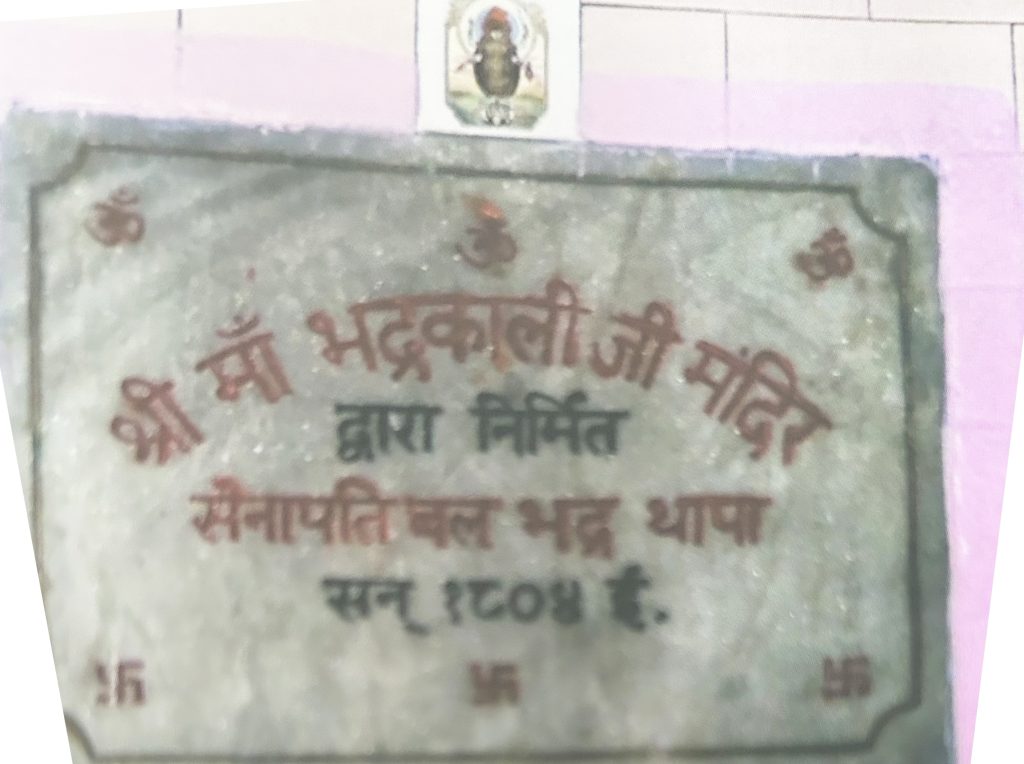 ॐ ॐ ॐ
श्री माँ भद्रकाली जी मंदिर
द्वारा निर्मित
सैनापति बल भद्र थापा
सन् १८०४ ई.
卐 卐 卐